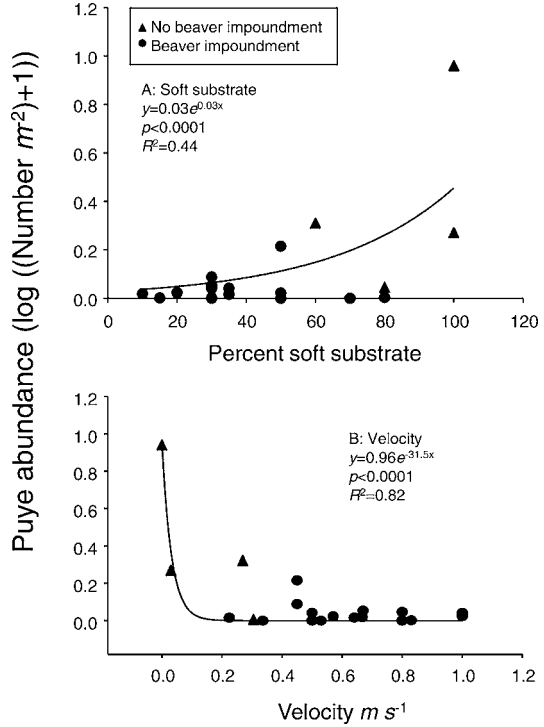 Puye abundance (log ((Number m-2)+1))
1.2
1.0
0.8
0.6
0.4
0.2
0.0
▲ No beaver impoundment
● Beaver impoundment
A: Soft substrate
y=0.03e0.03x
p<0.0001
R2=0.44
0 20 40 60 80 100 120
Percent soft substrate
1.2
1.0
0.8
0.6
0.4
0.2
0.0
B: Velocity
y=0.96e-31.5x
p<0.0001
R2=0.82
0.0 0.2 0.4 0.6 0.8 1.0 1.2
Velocity m s-1